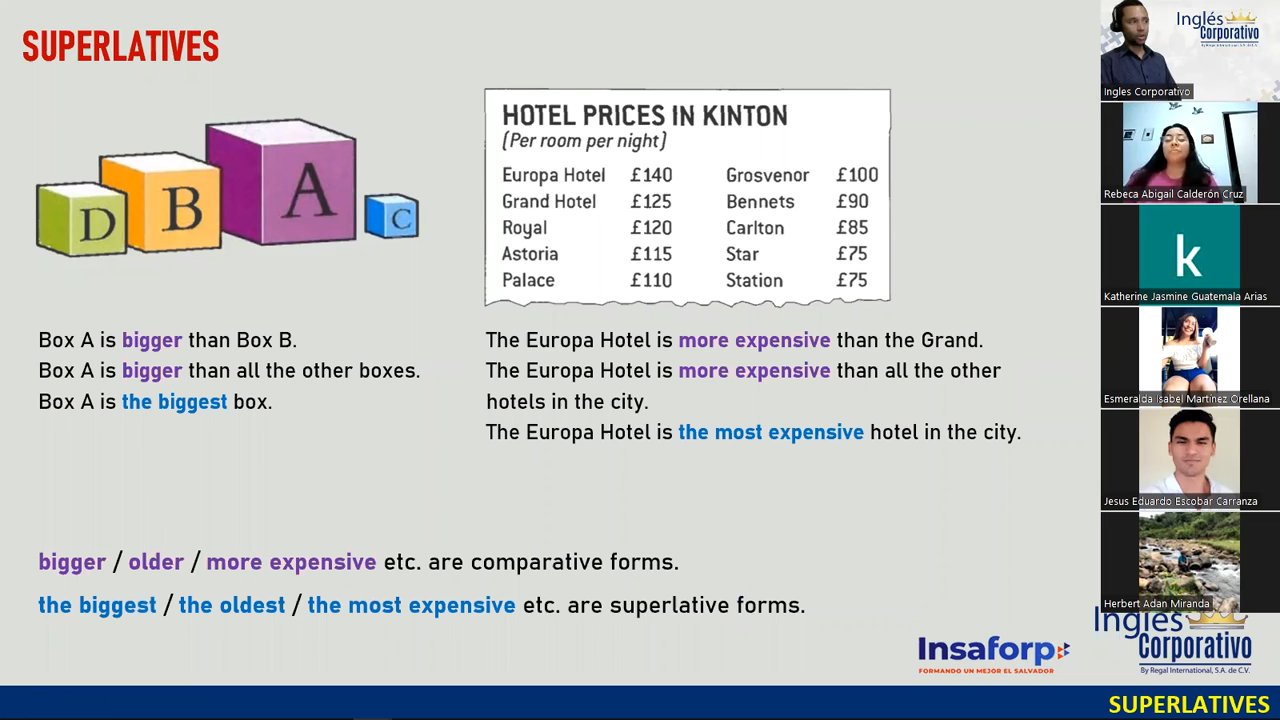 SUPERLATIVES
D B A C
HOTEL PRICES IN KINTON
(Per room per night)
Europa Hotel £140 Grosvenor £100
Grand Hotel £125 Bennets £90
Royal £120 Carlton £85
Astoria £115 Star £75
Palace £110 Station £75
Box A is bigger than Box B.
Box A is bigger than all the other boxes.
Box A is the biggest box.
The Europa Hotel is more expensive than the Grand.
The Europa Hotel is more expensive than all the other
hotels in the city.
The Europa Hotel is the most expensive hotel in the city.
bigger / older / more expensive etc. are comparative forms.
the biggest / the oldest / the most expensive etc. are superlative forms.
Insaforp
FORMANDO UN MEJOR EL SALVADOR
Inglés
Corporativo
By Regal International, S.A. de C.V.
SUPERLATIVES
Inglés
Corporativo
By Regal International, S.A. de C.V.
Ingles Corporativo
Rebeca Abigail Calderón Cruz
k
Katherine Jasmine Guatemala Arias
Esmeralda Isabel Martínez Orellana
Jesus Eduardo Escobar Carranza
Herbert Adan Miranda